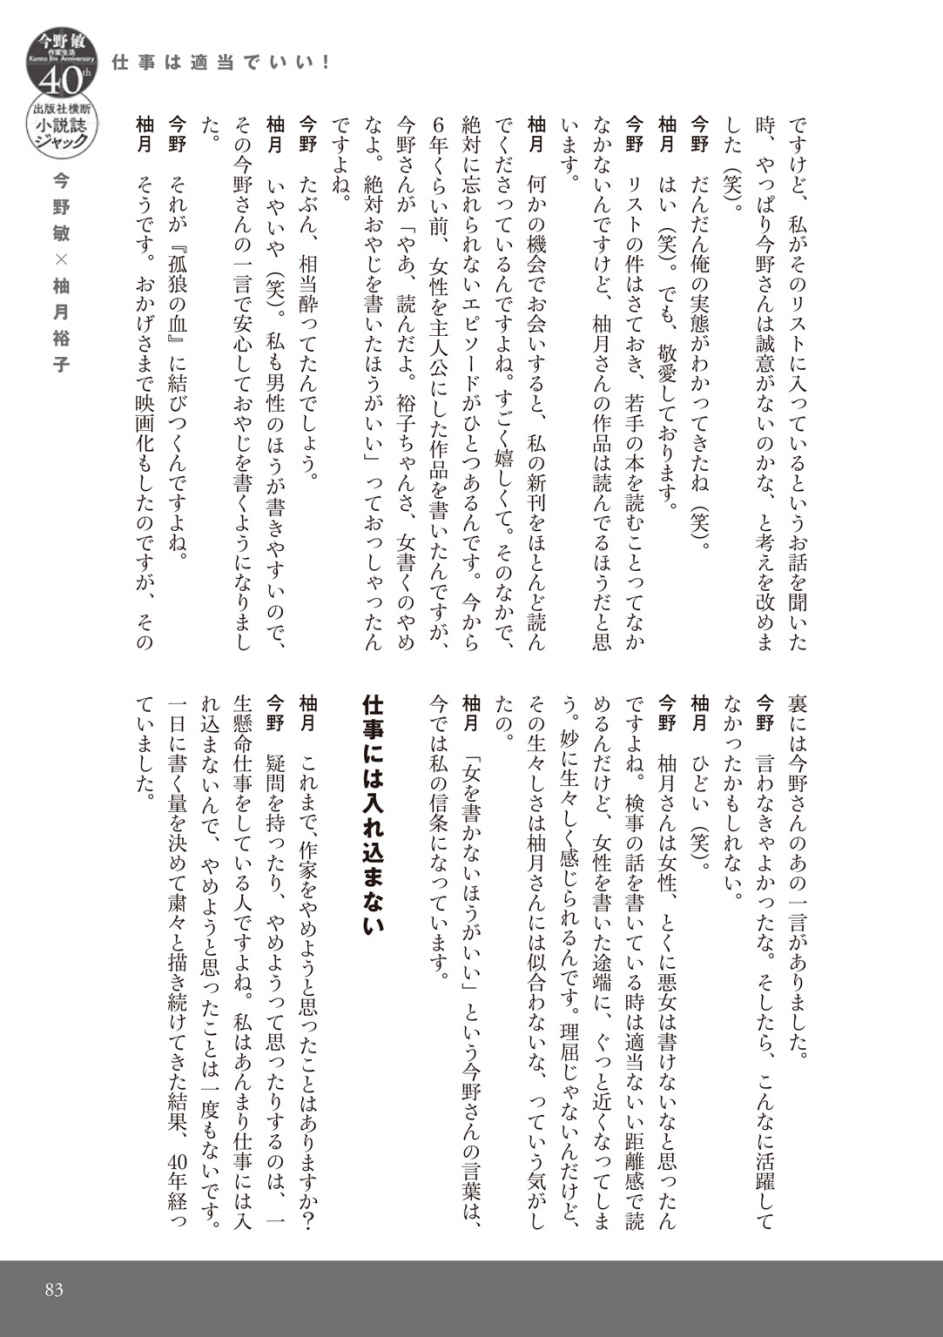 今野 敏
作家生活
Konno Bin Anniversary
40th
出版社横断
小説誌
ジャック
仕事は適当でいい！
今野敏×柚月裕子
ですけど、私がそのリストに入っているというお話を聞いた
時、やっぱり今野さんは誠意がないのかな、と考えを改めま
した（笑）。
今野　だんだん俺の実態がわかってきたね（笑）。
柚月　はい（笑）。でも、敬愛しております。
今野　リストの件はさておき、若手の本を読むことってなか
なかないんですけど、柚月さんの作品は読んでるほうだと思
います。
柚月　何かの機会でお会いすると、私の新刊をほとんど読ん
でくださっているんですよね。すごく嬉しくて。そのなかで、
絶対に忘れられないエピソードがひとつあるんです。今から
6年くらい前、女性を主人公にした作品を書いたんですが、
今野さんが「やあ、読んだよ。裕子ちゃんさ、女書くのやめ
なよ。絶対おやじを書いたほうがいい」っておっしゃったん
ですよね。
今野　たぶん、相当酔ってたんでしょう。
柚月　いやいや（笑）。私も男性のほうが書きやすいので、
その今野さんの一言で安心しておやじを書くようになりまし
た。
今野　それが『孤狼の血』に結びつくんですよね。
柚月　そうです。おかげさまで映画化もしたのですが、その
裏には今野さんのあの一言がありました。
今野　言わなきゃよかったな。そしたら、こんなに活躍して
なかったかもしれない。
柚月　ひどい（笑）。
今野　柚月さんは女性、とくに悪女は書けないなと思ったん
ですよね。検事の話を書いている時は適当ないい距離感で読
めるんだけど、女性を書いた途端に、ぐっと近くなってしま
う。妙に生々しく感じられるんです。理屈じゃないんだけど、
その生々しさは柚月さんには似合わないな、っていう気がし
たの。
柚月　「女を書かないほうがいい」という今野さんの言葉は、
今では私の信条になっています。
仕事には入れ込まない
柚月　これまで、作家をやめようと思ったことはありますか？
今野　疑問を持ったり、やめようって思ったりするのは、一
生懸命仕事をしている人ですよね。私はあんまり仕事には入
れ込まないんで、やめようと思ったことは一度もないです。
一日に書く量を決めて粛々と描き続けてきた結果、40年経っ
ていました。
83